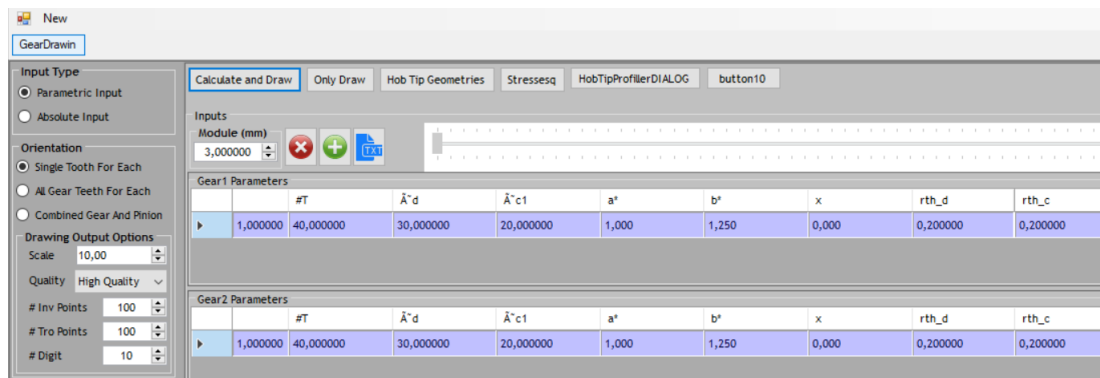 New
GearDrawin
Input Type
Parametric Input
Absolute Input
Orientation
Single Tooth For Each
All Gear Teeth For Each
Combined Gear And Pinion
Drawing Output Options
Scale 10,00
Quality High Quality
# Inv Points 100
# Tro Points 100
# Digit 10
Calculate and Draw Only Draw Hob Tip Geometries Stressesq HobTipProfilerDIALOG button10
Inputs
Module (mm)
3,000000
TXT
Gear1 Parameters
#T Ã˜d Ã˜c1 a* b* x rth_d rth_c
1,000000 40,000000 30,000000 20,000000 1,000 1,250 0,000 0,200000 0,200000
Gear2 Parameters
#T Ã˜d Ã˜c1 a* b* x rth_d rth_c
1,000000 40,000000 30,000000 20,000000 1,000 1,250 0,000 0,200000 0,200000